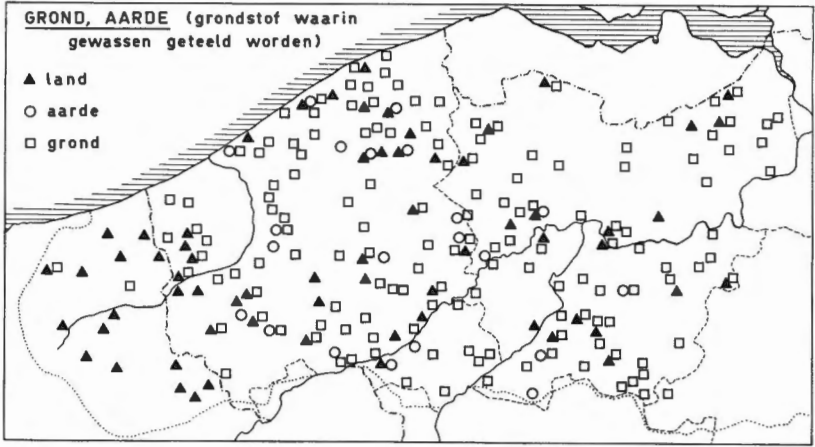 GROND, AARDE (grondstof waarin
gewassen geteeld worden)
land
aarde
grond